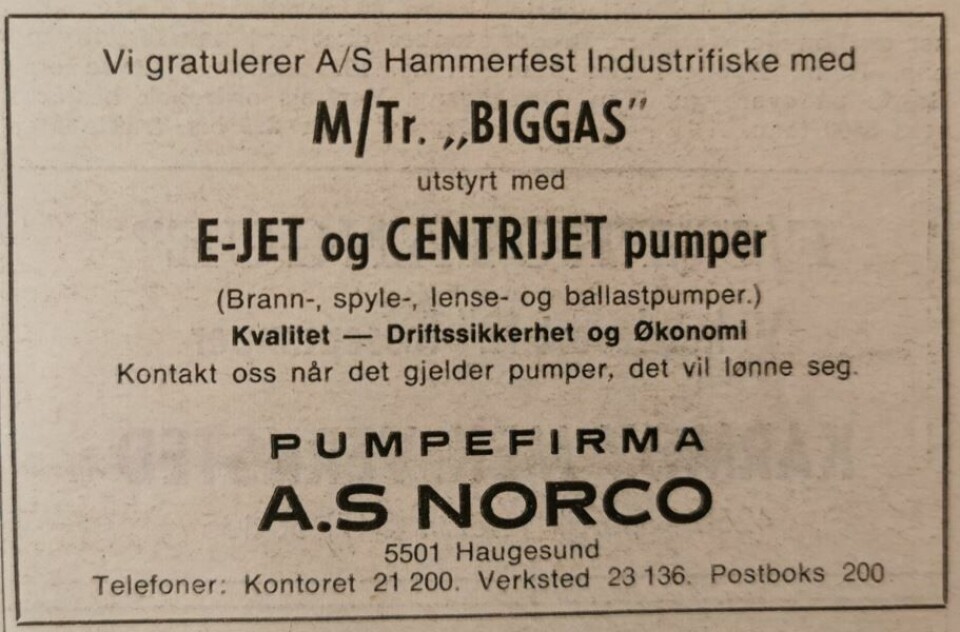 Vi gratulerer A/S Hammerfest Industrifiske med
M/Tr. „BIGGAS”
utstyrt med
E-JET og CENTRIJET pumper
(Brann-, spyle-, lense- og ballastpumper.)
Kvalitet — Driftssikkerhet og Økonomi
Kontakt oss når det gjelder pumper, det vil lønne seg.
PUMPEFIRMA
A.S NORCO
5501 Haugesund
Telefoner: Kontoret 21 200. Verksted 23 136. Postboks 200